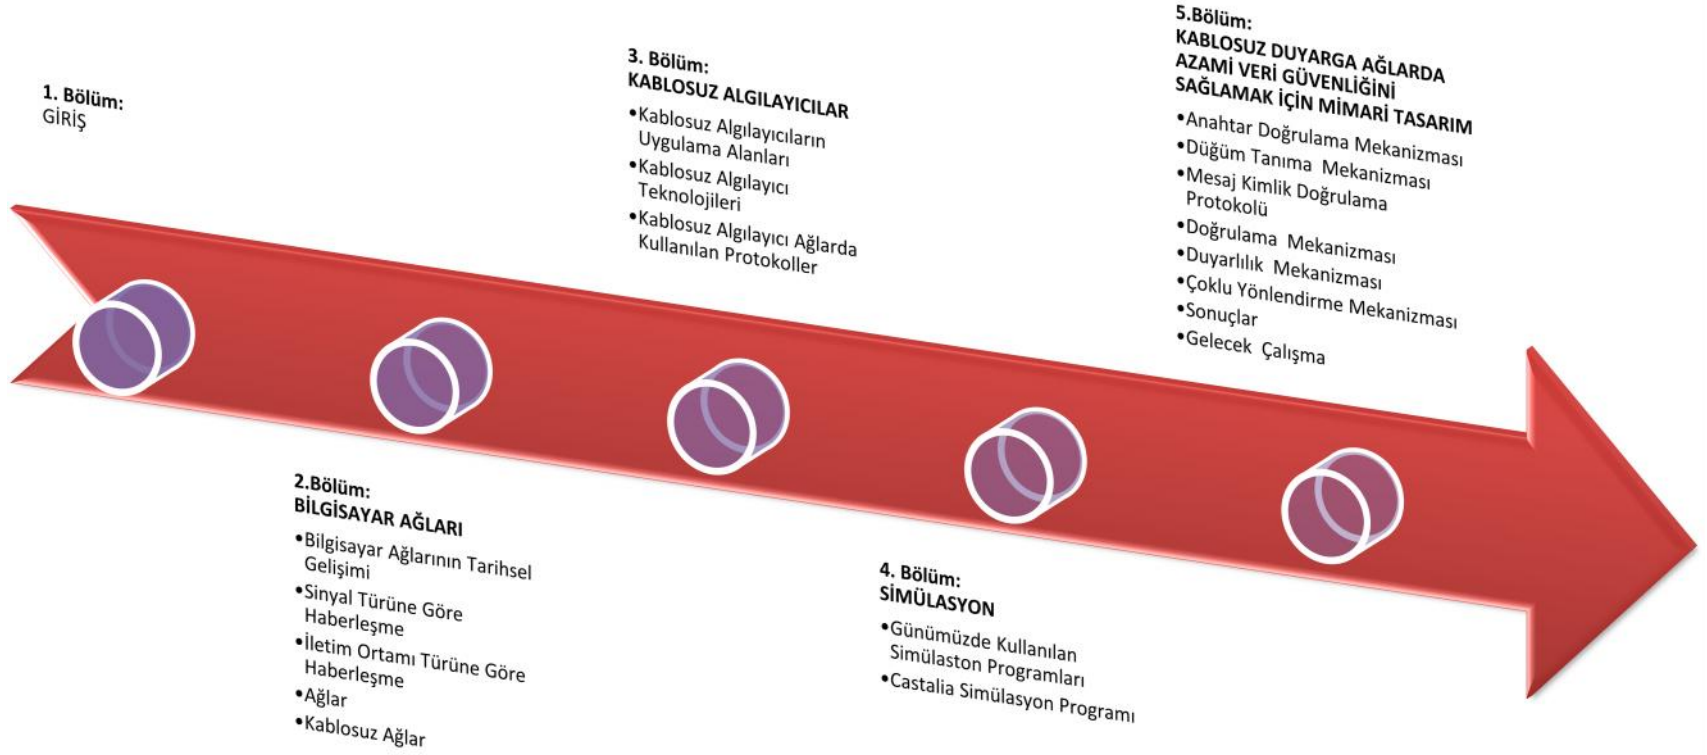 1. Bölüm:
GİRİŞ
2.Bölüm:
BİLGİSAYAR AĞLARI
•Bilgisayar Ağlarının Tarihsel
Gelişimi
•Sinyal Türüne Göre
Haberleşme
•İletim Ortamı Türüne Göre
Haberleşme
•Ağlar
•Kablosuz Ağlar
3. Bölüm:
KABLOSUZ ALGILAYICILAR
•Kablosuz Algılayıcıların
Uygulama Alanları
•Kablosuz Algılayıcı
Teknolojileri
•Kablosuz Algılayıcı Ağlarda
Kullanılan Protokoller
4. Bölüm:
SİMÜLASYON
•Günümüzde Kullanılan
Simülaston Programları
•Castalia Simülasyon Programı
5.Bölüm:
KABLOSUZ DUYARGA AĞLARDA
AZAMİ VERİ GÜVENLİĞİNİ
SAĞLAMAK İÇİN MİMARİ TASARIM
•Anahtar Doğrulama Mekanizması
•Düğüm Tanıma Mekanizması
•Mesaj Kimlik Doğrulama
Protokolü
•Doğrulama Mekanizması
•Duyarlılık Mekanizması
•Çoklu Yönlendirme Mekanizması
•Sonuçlar
•Gelecek Çalışma